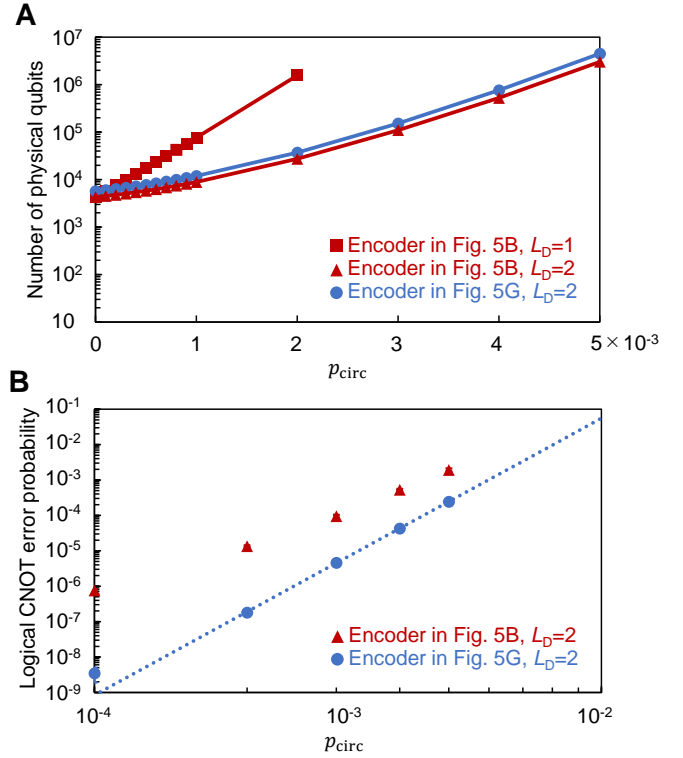 A
Number of physical qubits
10^7
10^6
10^5
10^4
10^3
10^2
10
0
1
2
3
4
5×10^-3
p_circ
Encoder in Fig. 5B, L_D=1
Encoder in Fig. 5B, L_D=2
Encoder in Fig. 5G, L_D=2
B
Logical CNOT error probability
10^-1
10^-2
10^-3
10^-4
10^-5
10^-6
10^-7
10^-8
10^-9
10^-4
10^-3
10^-2
p_circ
Encoder in Fig. 5B, L_D=2
Encoder in Fig. 5G, L_D=2